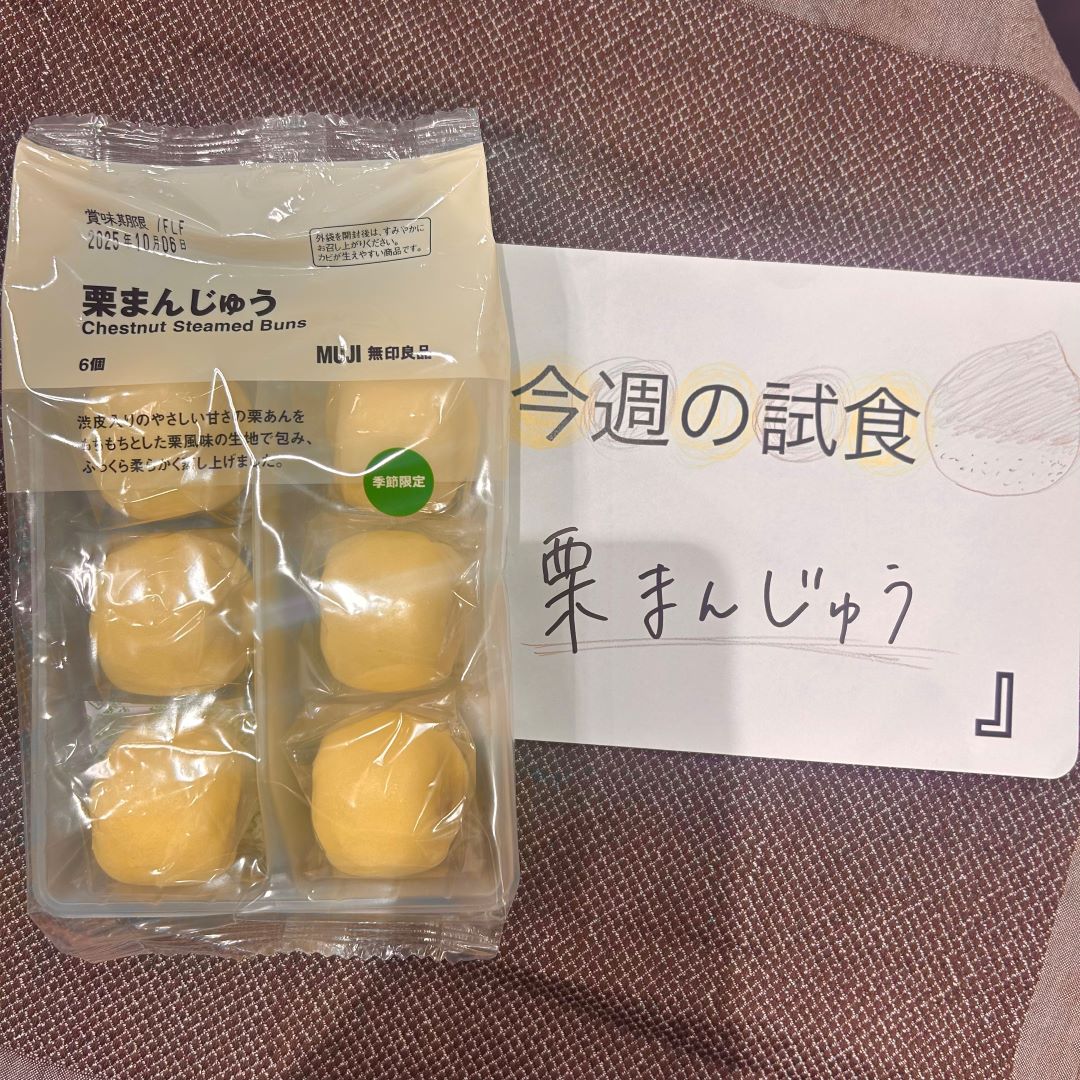 賞味期限 /FLF
2025年10月06日
外袋を開封後は、すみやかに
お召し上がりください。
カビが生えやすい商品です。
栗まんじゅう
Chestnut Steamed Buns
6個
MUJI 無印良品
渋皮入りのやさしい甘さの栗あんを
もちもちとした栗風味の生地で包み、
ふっくら柔らかく蒸し上げました。
季節限定
今週の試食
栗まんじゅう
』